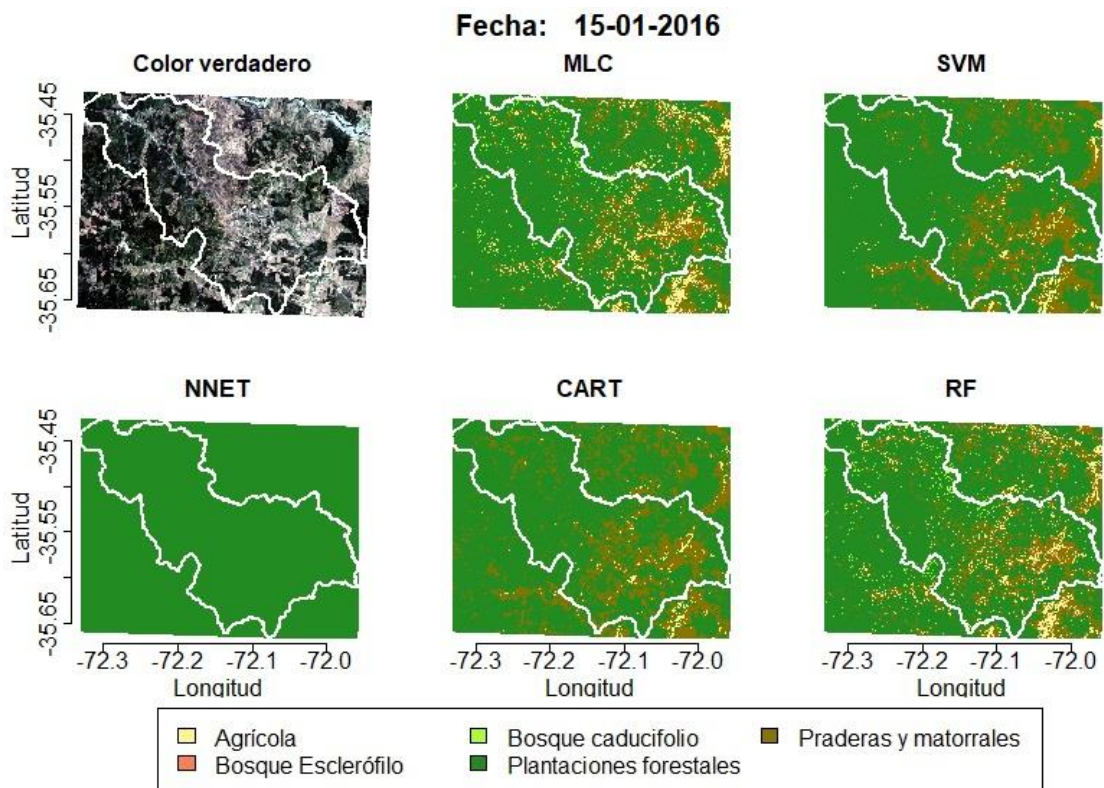 Fecha: 15-01-2016
Color verdadero
MLC
SVM
Latitud
-35.45
-35.55
-35.65
NNET
CART
RF
Latitud
-35.45
-35.55
-35.65
-72.3 -72.2 -72.1 -72.0
Longitud
-72.3 -72.2 -72.1 -72.0
Longitud
-72.3 -72.2 -72.1 -72.0
Longitud
Agrícola
Bosque Esclerófilo
Bosque caducifolio
Plantaciones forestales
Praderas y matorrales